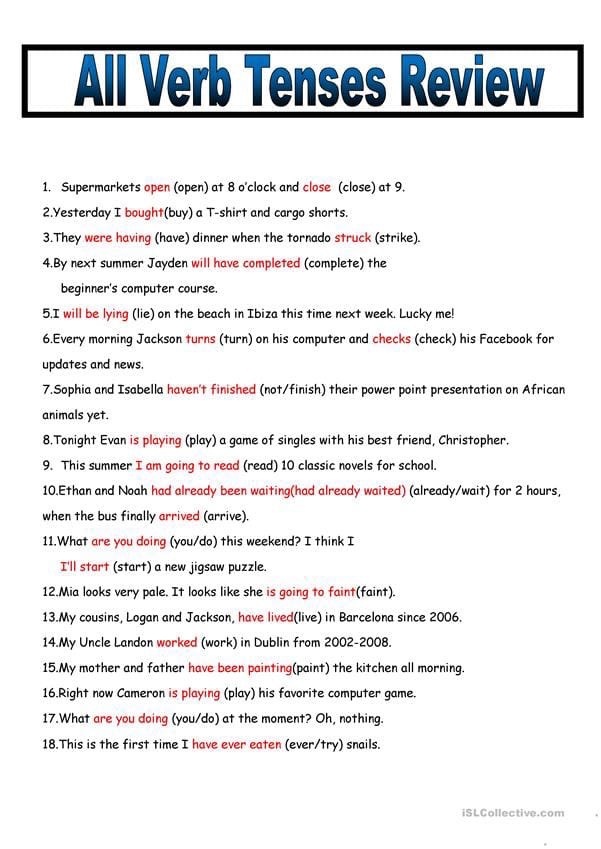 All Verb Tenses Review
1. Supermarkets open (open) at 8 o'clock and close (close) at 9.
2.Yesterday I bought(buy) a T-shirt and cargo shorts.
3.They were having (have) dinner when the tornado struck (strike).
4.By next summer Jayden will have completed (complete) the
beginner's computer course.
5.I will be lying (lie) on the beach in Ibiza this time next week. Lucky me!
6.Every morning Jackson turns (turn) on his computer and checks (check) his Facebook for
updates and news.
7.Sophia and Isabella haven't finished (not/finish) their power point presentation on African
animals yet.
8.Tonight Evan is playing (play) a game of singles with his best friend, Christopher.
9. This summer I am going to read (read) 10 classic novels for school.
10.Ethan and Noah had already been waiting(had already waited) (already/wait) for 2 hours,
when the bus finally arrived (arrive).
11.What are you doing (you/do) this weekend? I think I
I'll start (start) a new jigsaw puzzle.
12.Mia looks very pale. It looks like she is going to faint(faint).
13.My cousins, Logan and Jackson, have lived(live) in Barcelona since 2006.
14.My Uncle Landon worked (work) in Dublin from 2002-2008.
15.My mother and father have been painting(paint) the kitchen all morning.
16.Right now Cameron is playing (play) his favorite computer game.
17.What are you doing (you/do) at the moment? Oh, nothing.
18.This is the first time I have ever eaten (ever/try) snails.
iSLCollective.com